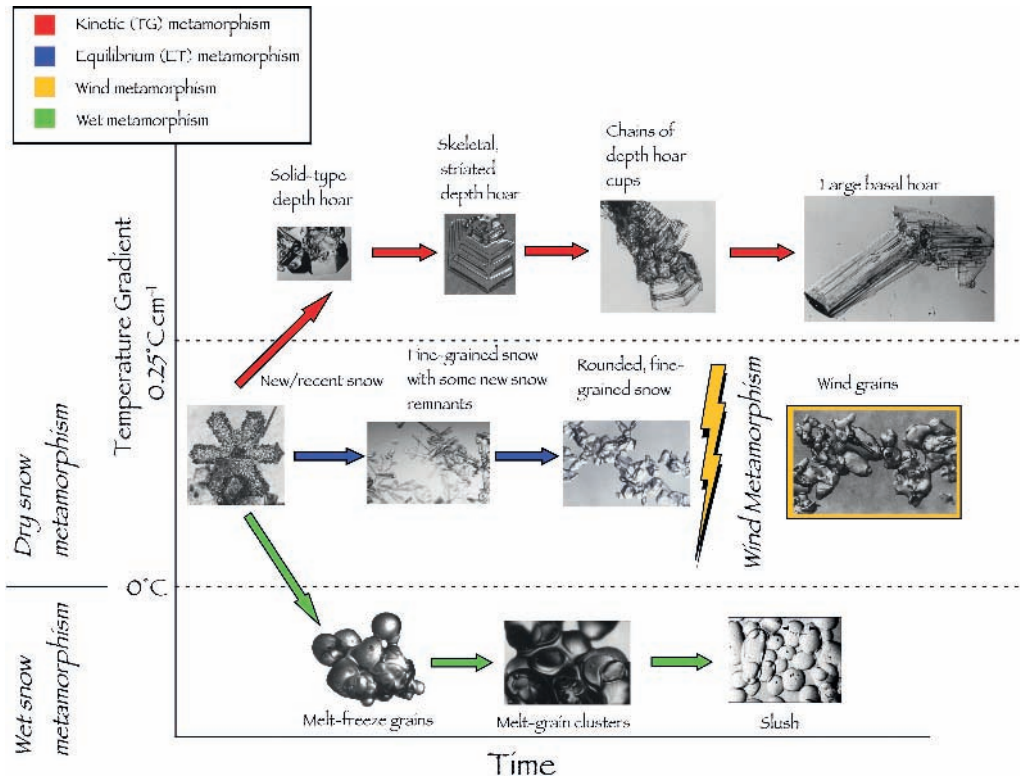 Kinetic (TG) metamorphism
Equilibrium (ET) metamorphism
Wind metamorphism
Wet metamorphism
Solid-type
depth hoar
Skeletal,
striated
depth hoar
Chains of
depth hoar
cups
Large basal hoar
Temperature Gradient
0.25°C cm⁻¹
New/recent snow
Fine-grained snow
with some new snow
remnants
Rounded, fine-
grained snow
Wind Metamorphism
Wind grains
Dry snow
metamorphism
0°C
Wet snow
metamorphism
Melt-freeze grains
Melt-grain clusters
Slush
Time